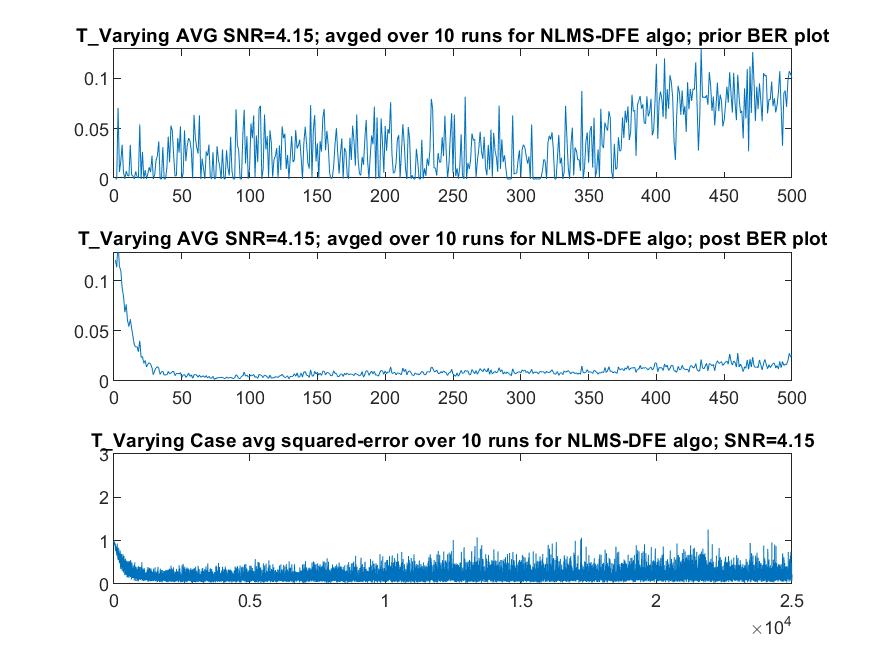 T_Varying AVG SNR=4.15; avged over 10 runs for NLMS-DFE algo; prior BER plot
0.1
0.05
0
0 50 100 150 200 250 300 350 400 450 500
T_Varying AVG SNR=4.15; avged over 10 runs for NLMS-DFE algo; post BER plot
0.1
0.05
0
0 50 100 150 200 250 300 350 400 450 500
T_Varying Case avg squared-error over 10 runs for NLMS-DFE algo; SNR=4.15
3
2
1
0
0 0.5 1 1.5 2 2.5
×10⁴